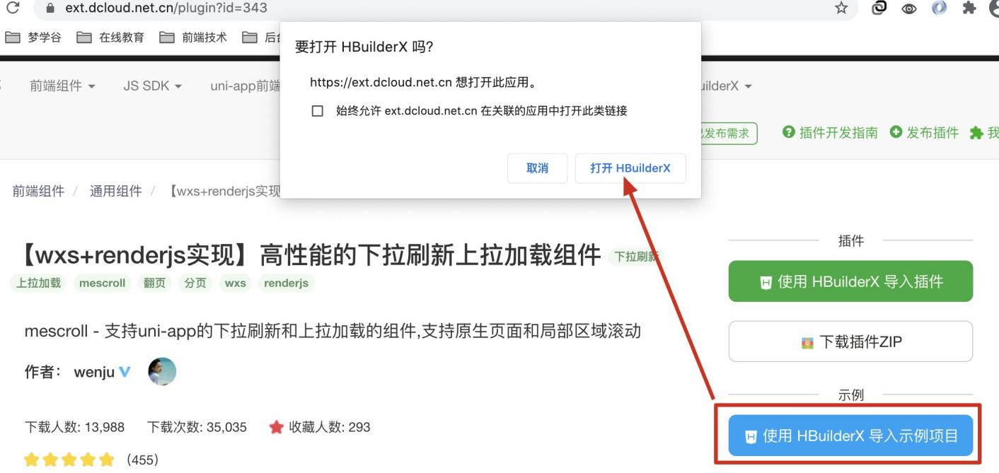 ext.dcloud.net.cn/plugin?id=343
梦学谷 在线教育 前端技术 后台
要打开 HBuilderX 吗?
https://ext.dcloud.net.cn 想打开此应用。
始终允许 ext.dcloud.net.cn 在关联的应用中打开此类链接
取消 打开 HBuilderX
前端组件 JS SDK uni-app前端 uilderX
发布需求 插件开发指南 发布插件 我
前端组件 / 通用组件 / 【wxs+renderjs实现
【wxs+renderjs实现】高性能的下拉刷新上拉加载组件 下拉刷新
上拉加载 mescroll 翻页 分页 wxs renderjs
mescroll - 支持uni-app的下拉刷新和上拉加载的组件,支持原生页面和局部区域滚动
作者： wenju
下载人数: 13,988 下载次数: 35,035 收藏人数: 293
(455)
插件
使用 HBuilderX 导入插件
下载插件ZIP
示例
使用 HBuilderX 导入示例项目